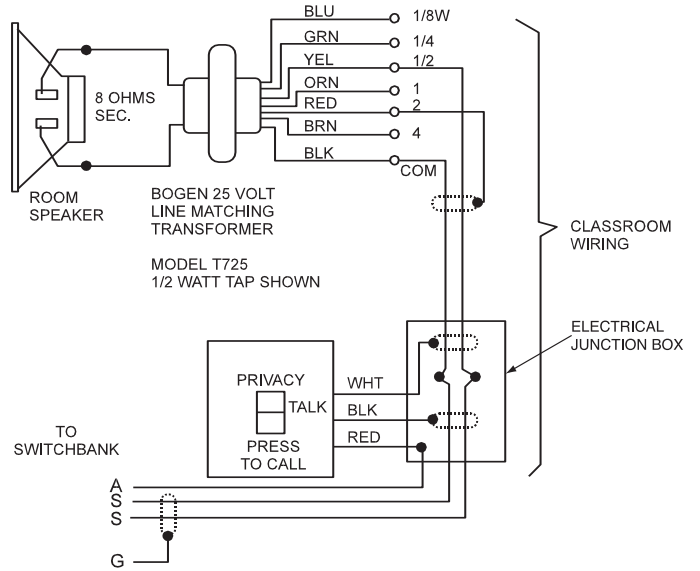 BLU 1/8W
GRN 1/4
YEL 1/2
ORN 1
RED 2
BRN 4
BLK COM
8 OHMS
SEC.
ROOM
SPEAKER
BOGEN 25 VOLT
LINE MATCHING
TRANSFORMER
MODEL T725
1/2 WATT TAP SHOWN
CLASSROOM
WIRING
ELECTRICAL
JUNCTION BOX
PRIVACY
TALK
PRESS
TO CALL
WHT
BLK
RED
TO
SWITCHBANK
A
S
S
G